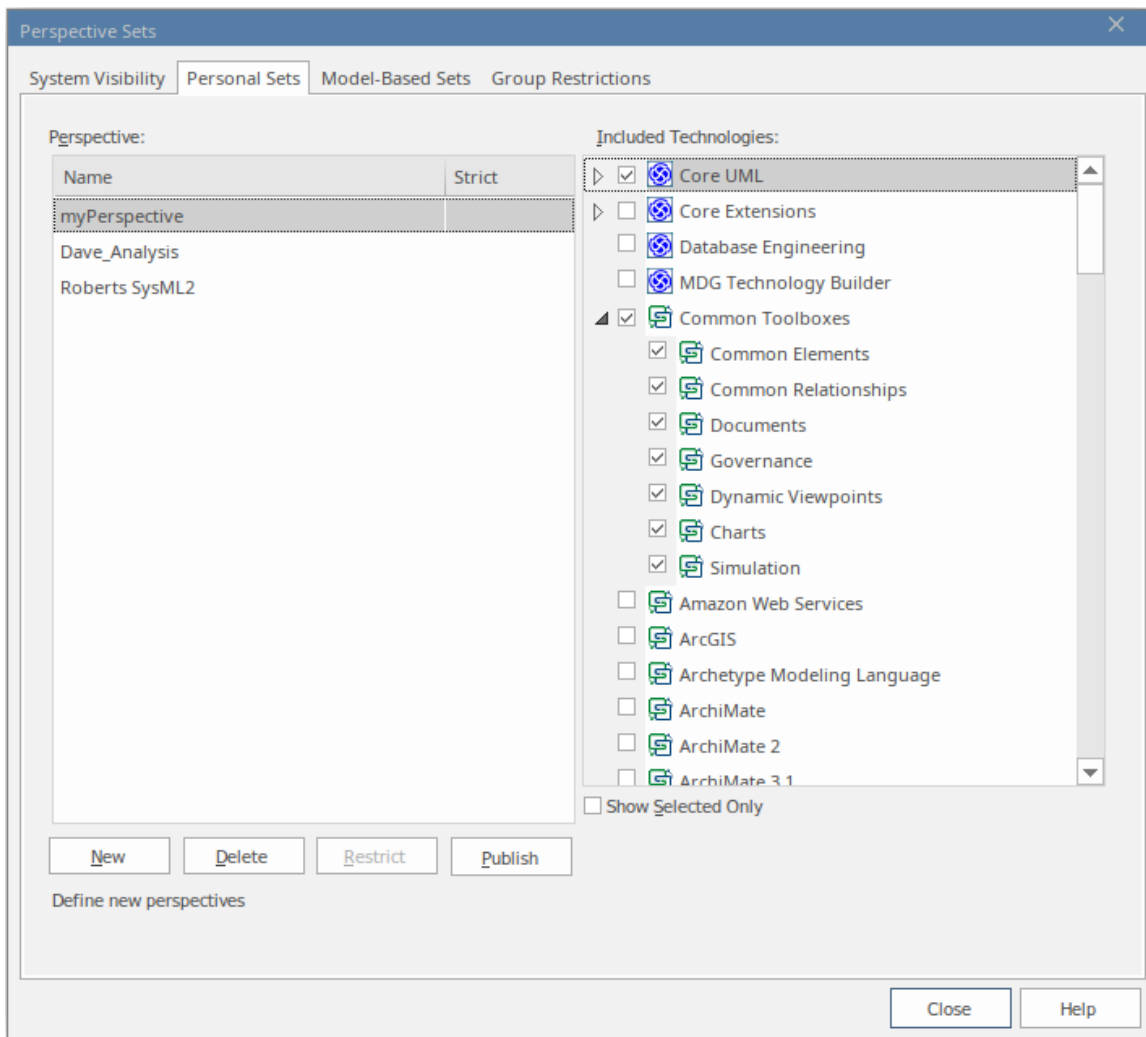 Perspective Sets
System Visibility Personal Sets Model-Based Sets Group Restrictions
Perspective:
Name Strict
myPerspective
Dave_Analysis
Roberts SysML2
New Delete Restrict Publish
Define new perspectives
Included Technologies:
Core UML
Core Extensions
Database Engineering
MDG Technology Builder
Common Toolboxes
Common Elements
Common Relationships
Documents
Governance
Dynamic Viewpoints
Charts
Simulation
Amazon Web Services
ArcGIS
Archetype Modeling Language
ArchiMate
ArchiMate 2
ArchiMate 3.1
Show Selected Only
Close Help